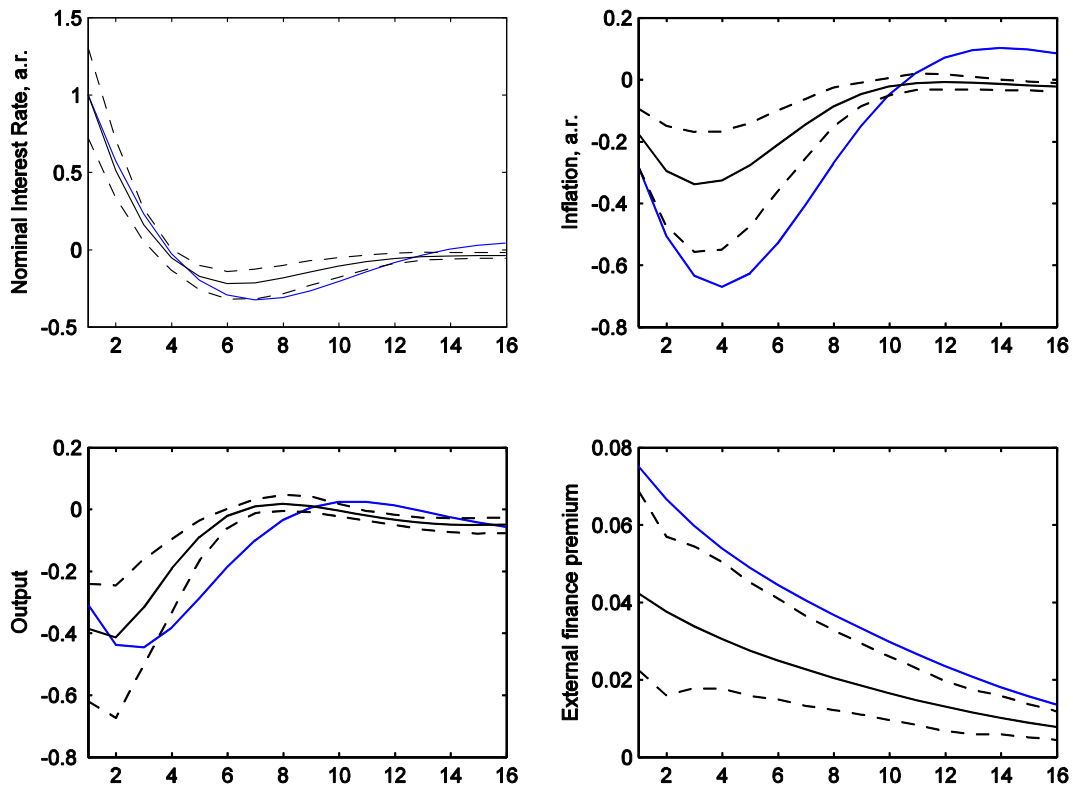 Nominal Interest Rate, a.r.
1.5
1
0.5
0
-0.5
2 4 6 8 10 12 14 16
Inflation, a.r.
0.2
0
-0.2
-0.4
-0.6
-0.8
2 4 6 8 10 12 14 16
Output
0.2
0
-0.2
-0.4
-0.6
-0.8
2 4 6 8 10 12 14 16
External finance premium
0.08
0.06
0.04
0.02
0
2 4 6 8 10 12 14 16